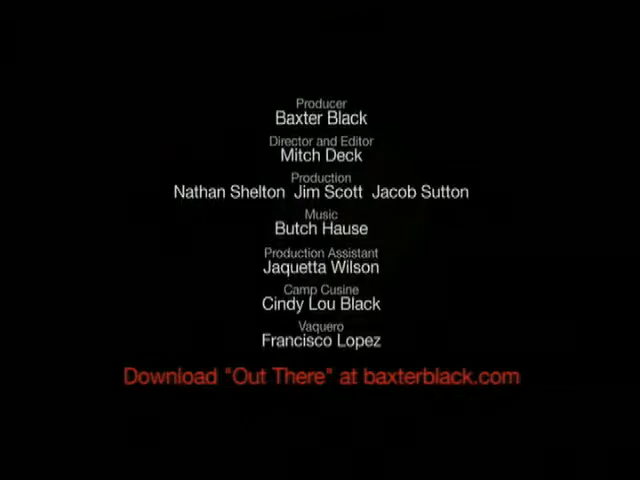 Producer
Baxter Black
Director and Editor
Mitch Deck
Production
Nathan Shelton Jim Scott Jacob Sutton
Music
Butch Hause
Production Assistant
Jaquetta Wilson
Camp Cusine
Cindy Lou Black
Vaquero
Francisco Lopez
Download "Out There" at baxterblack.com